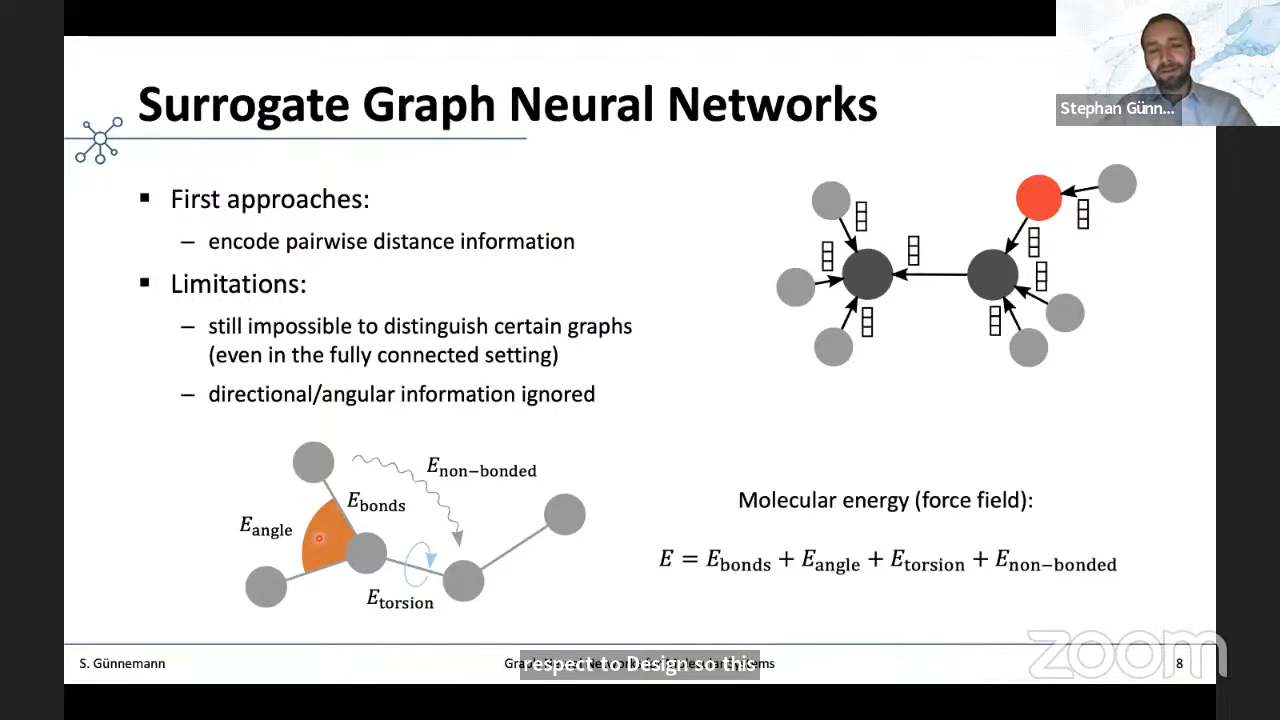 Surrogate Graph Neural Networks
Stephan Günn...
▪ First approaches:
– encode pairwise distance information
▪ Limitations:
– still impossible to distinguish certain graphs
(even in the fully connected setting)
– directional/angular information ignored
E_non−bonded
E_bonds
E_angle
E_torsion
Molecular energy (force field):
E = E_bonds + E_angle + E_torsion + E_non−bonded
zoom
S. Günnemann
respect to Design so this
8